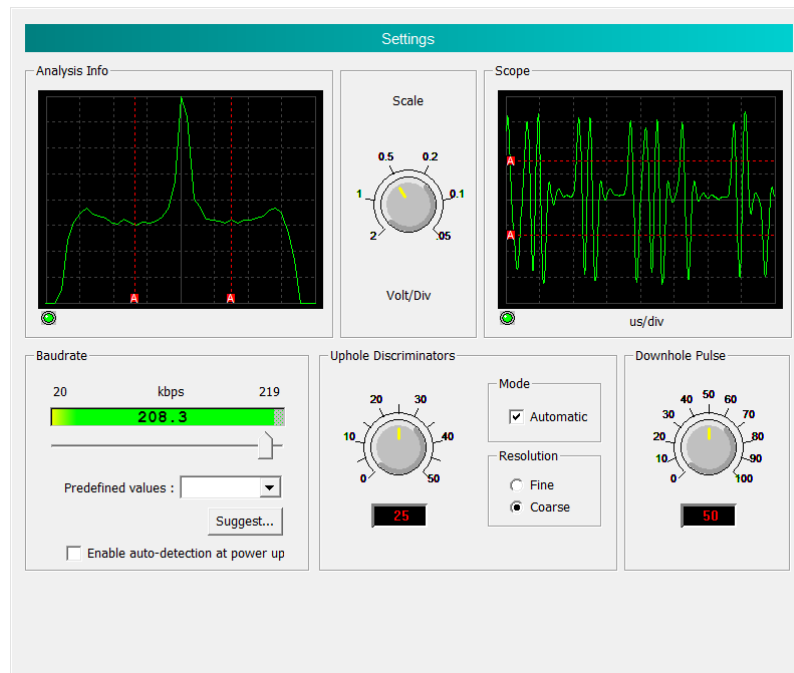 Settings
Analysis Info
A A
Scale
0.5 0.2
1 0.1
2 .05
Volt/Div
Scope
A
A
us/div
Baudrate
20 kbps 219
208.3
Predefined values :
Suggest...
Enable auto-detection at power up
Uphole Discriminators
20 30
10 40
0 50
25
Mode
Automatic
Resolution
Fine
Coarse
Downhole Pulse
40 50 60
30 70
20 80
10 90
0 100
50